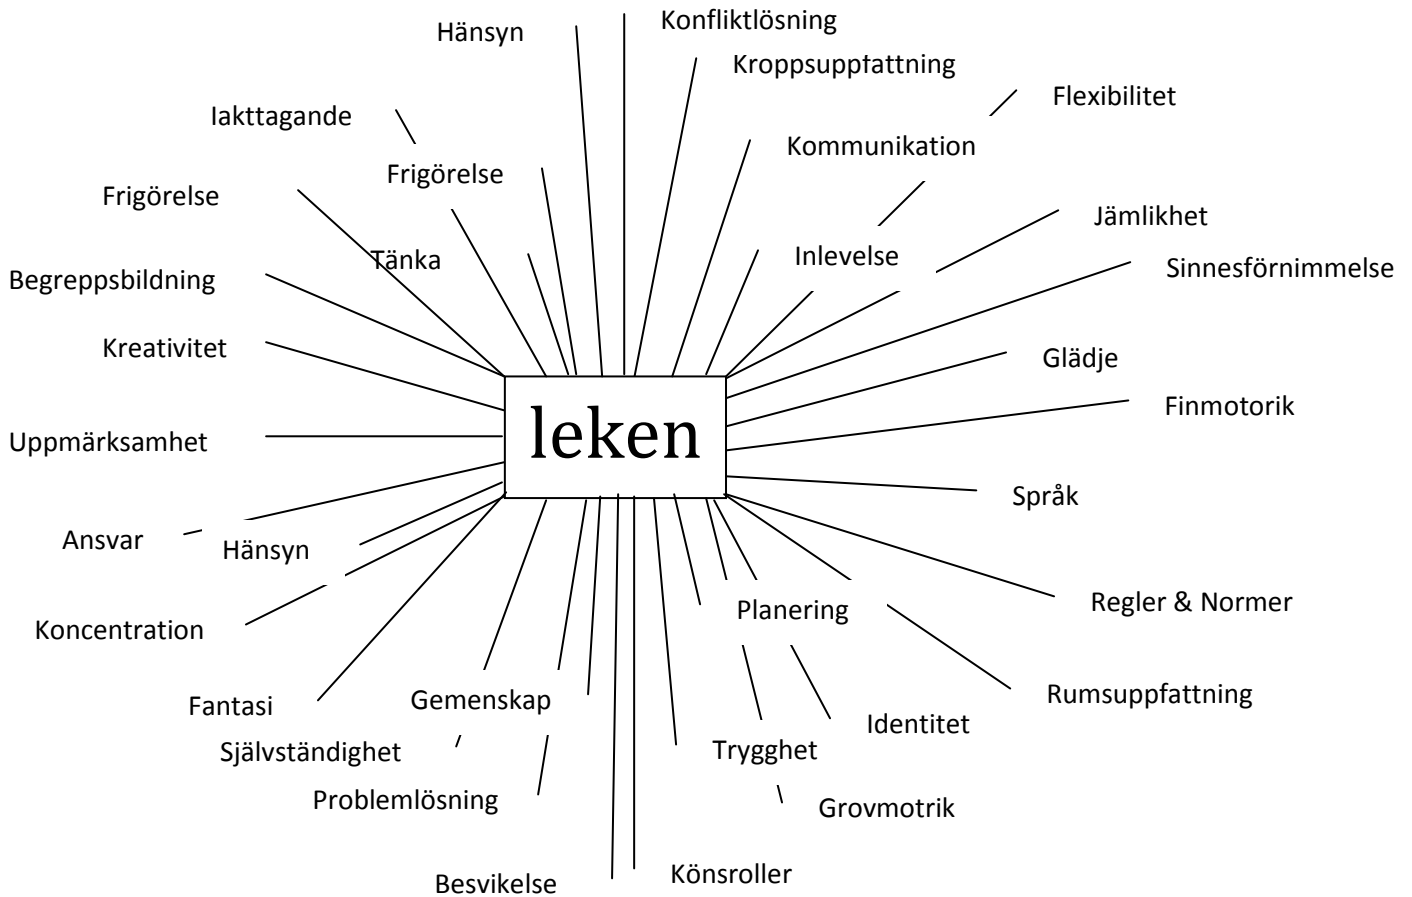 Konfliktlösning
Hänsyn
Kroppsuppfattning
Flexibilitet
Iakttagande
Kommunikation
Frigörelse
Frigörelse
Jämlikhet
Tänka
Inlevelse
Sinnesförnimmelse
Begreppsbildning
Kreativitet
Glädje
Finmotorik
leken
Uppmärksamhet
Språk
Ansvar
Hänsyn
Regler & Normer
Planering
Koncentration
Rumsuppfattning
Gemenskap
Fantasi
Identitet
Självständighet
Trygghet
Problemlösning
Grovmotrik
Könsroller
Besvikelse